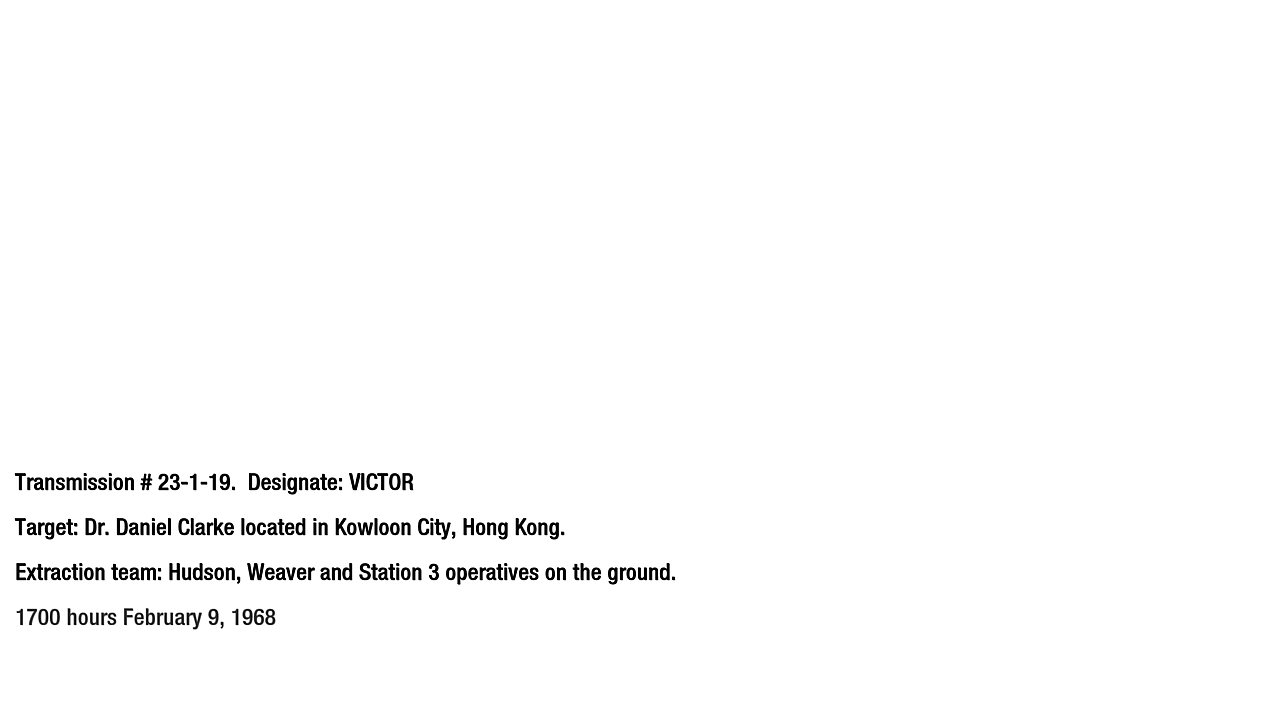 Transmission # 23-1-19.  Designate: VICTOR
Target: Dr. Daniel Clarke located in Kowloon City, Hong Kong.
Extraction team: Hudson, Weaver and Station 3 operatives on the ground.
1700 hours February 9, 1968